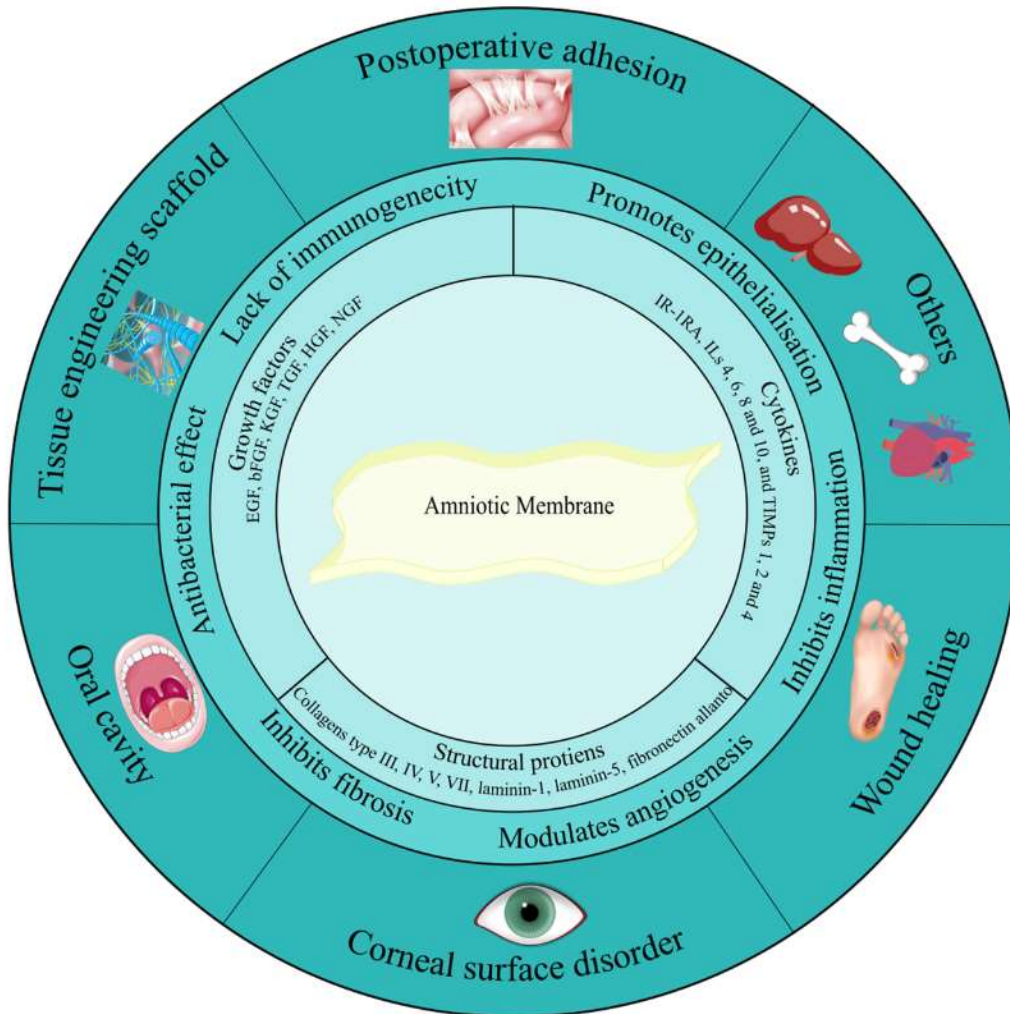 Postoperative adhesion
Others
Wound healing
Corneal surface disorder
Oral cavity
Tissue engineering scaffold
Lack of immunogenecity
Promotes epithelialisation
Inhibits inflammation
Modulates angiogenesis
Inhibits fibrosis
Antibacterial effect
Growth factors
EGF, bFGF, KGF, TGF, HGF, NGF
Cytokines
IR-1RA, ILs 4, 6, 8 and 10, and TIMPs 1, 2 and 4
Structural protiens
Collagens type III, IV, V, VII, laminin-1, laminin-5, fibronectin allanto
Amniotic Membrane